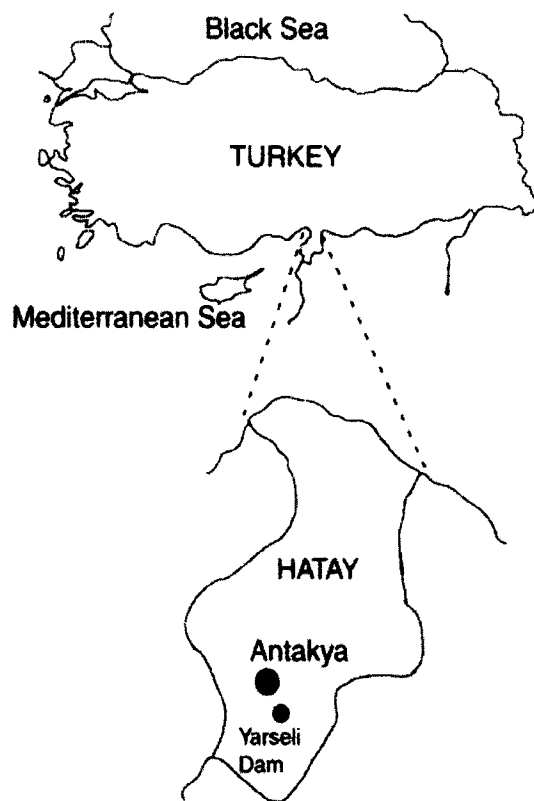 Black Sea
TURKEY
Mediterranean Sea
HATAY
Antakya
Yarseli
Dam